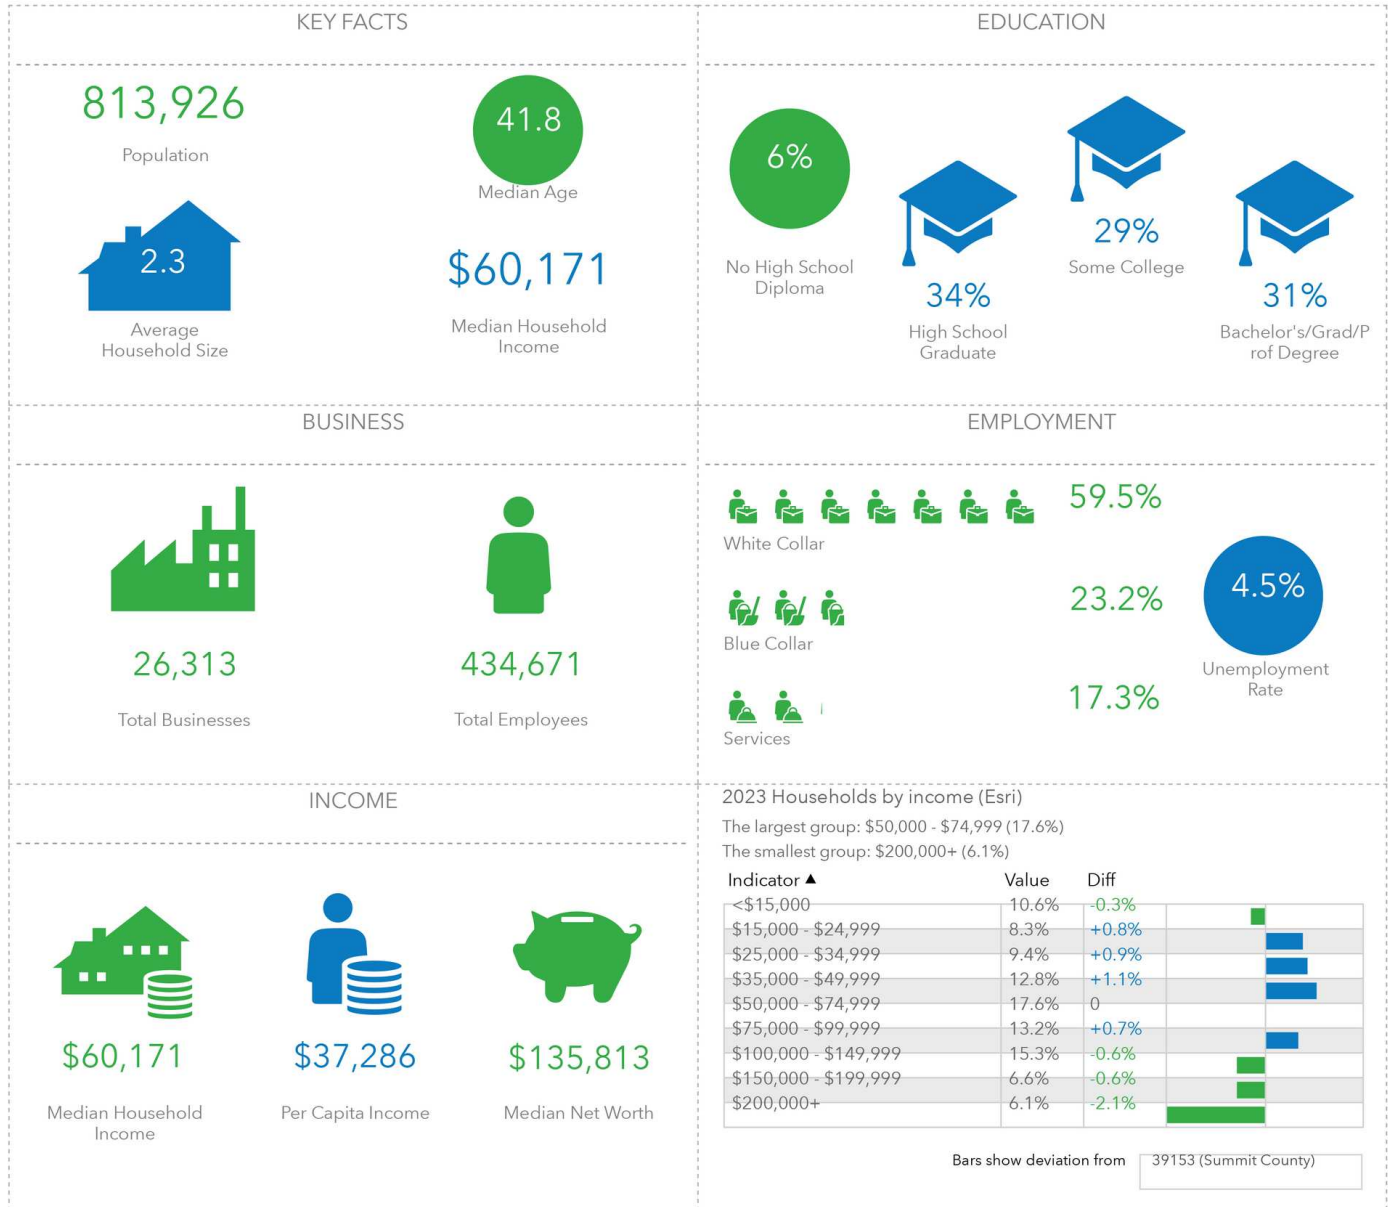 KEY FACTS
813,926
Population
41.8
Median Age
2.3
Average
Household Size
$60,171
Median Household
Income
EDUCATION
6%
No High School
Diploma
34%
High School
Graduate
29%
Some College
31%
Bachelor's/Grad/P
rof Degree
BUSINESS
26,313
Total Businesses
434,671
Total Employees
EMPLOYMENT
59.5%
White Collar
23.2%
Blue Collar
17.3%
Services
4.5%
Unemployment
Rate
INCOME
$60,171
Median Household
Income
$37,286
Per Capita Income
$135,813
Median Net Worth
2023 Households by income (Esri)
The largest group: $50,000 - $74,999 (17.6%)
The smallest group: $200,000+ (6.1%)
Indicator ▲ Value Diff
<$15,000 10.6% -0.3%
$15,000 - $24,999 8.3% +0.8%
$25,000 - $34,999 9.4% +0.9%
$35,000 - $49,999 12.8% +1.1%
$50,000 - $74,999 17.6% 0
$75,000 - $99,999 13.2% +0.7%
$100,000 - $149,999 15.3% -0.6%
$150,000 - $199,999 6.6% -0.6%
$200,000+ 6.1% -2.1%
Bars show deviation from 39153 (Summit County)